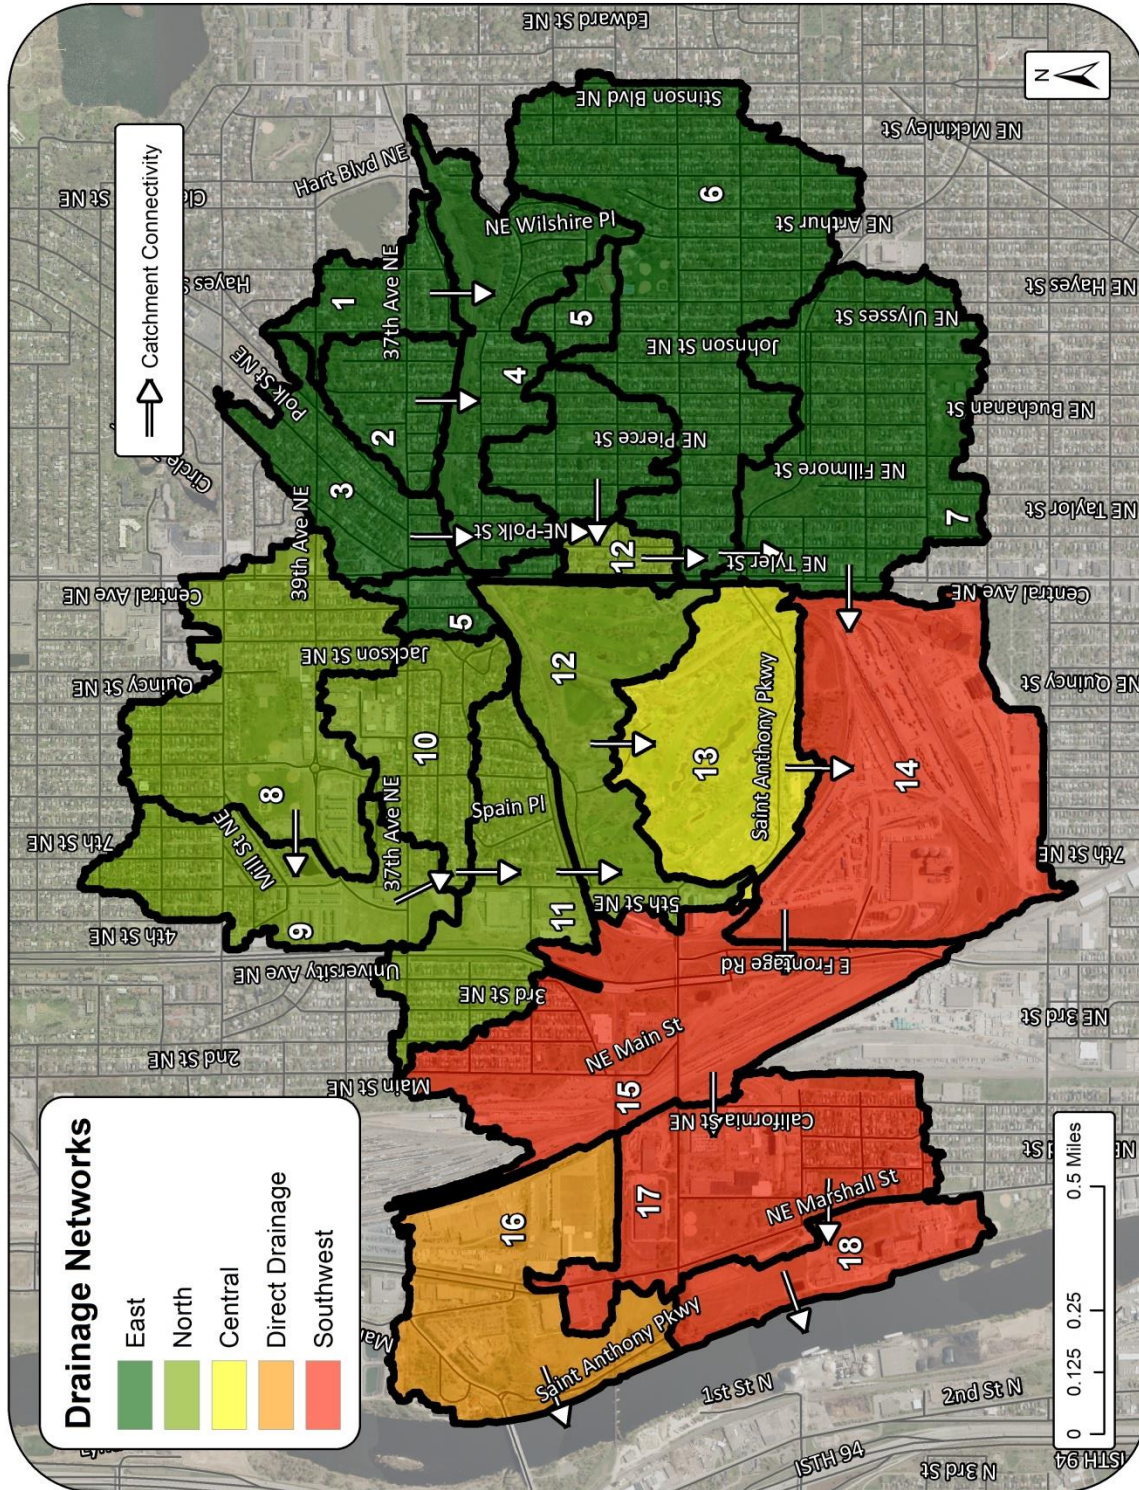 Drainage Networks
East
North
Central
Direct Drainage
Southwest
Catchment Connectivity
N
0
0.125
0.25
0.5 Miles
1
2
3
4
5
5
6
7
8
9
10
11
12
12
13
14
15
16
17
18
Edward St NE
Stinson Blvd NE
NE Mckinley St
Hart Blvd NE
NE Wilshire Pl
NE Arthur St
NE Hayes St
NE Ulysses St
Johnson St NE
NE Buchanan St
NE Pierce St
NE Fillmore St
NE Taylor St
NE Polk St
NE Tyler St
Polk St NE
37th Ave NE
39th Ave NE
Central Ave NE
Central Ave NE
Jackson St NE
Quincy St NE
NE Quincy St
Saint Anthony Pkwy
Spain Pl
37th Ave NE
7th St NE
7th St NE
Mill St NE
4th St NE
5th St NE
University Ave NE
E Frontage Rd
3rd St NE
NE 3rd St
2nd St NE
NE Main St
Main St NE
California St NE
NE Marshall St
Saint Anthony Pkwy
1st St N
2nd St N
ISTH 94
ISTH 94
N 3rd St